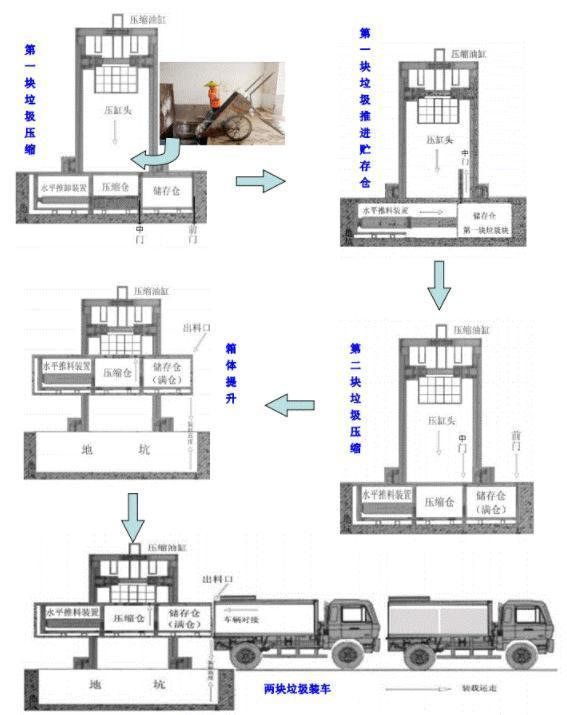 第一块垃圾压缩
压缩油缸
压缸头
水平推卸装置
压缩仓
储存仓
中门
前门
第一块垃圾推进贮存仓
压缩油缸
压缸头
中门
水平推料装置
储存仓
第一块垃圾块
第二块垃圾压缩
压缩油缸
压缸头
中门
前门
水平推料装置
压缩仓
储存仓
(满仓)
箱体提升
压缩油缸
出料口
水平推料装置
压缩仓
储存仓
(满仓)
地 坑
压缩油缸
出料口
水平推料装置
压缩仓
储存仓
(满仓)
车辆对接
地 坑
两块垃圾装车
装载运走